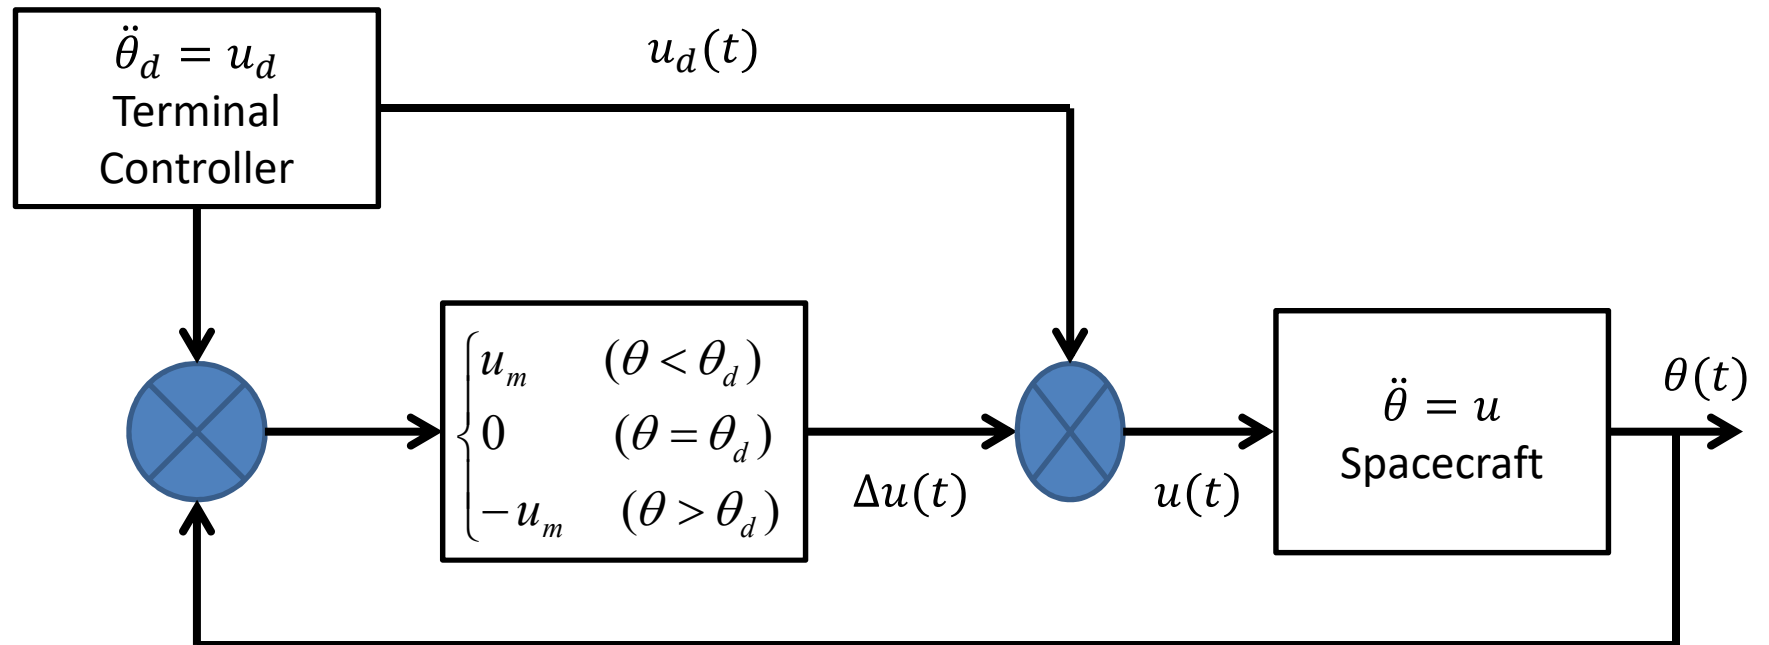 θ̈_d = u_d
Terminal
Controller
u_d(t)
{ u_m (θ < θ_d)
0 (θ = θ_d)
−u_m (θ > θ_d)
Δu(t)
u(t)
θ̈ = u
Spacecraft
θ(t)